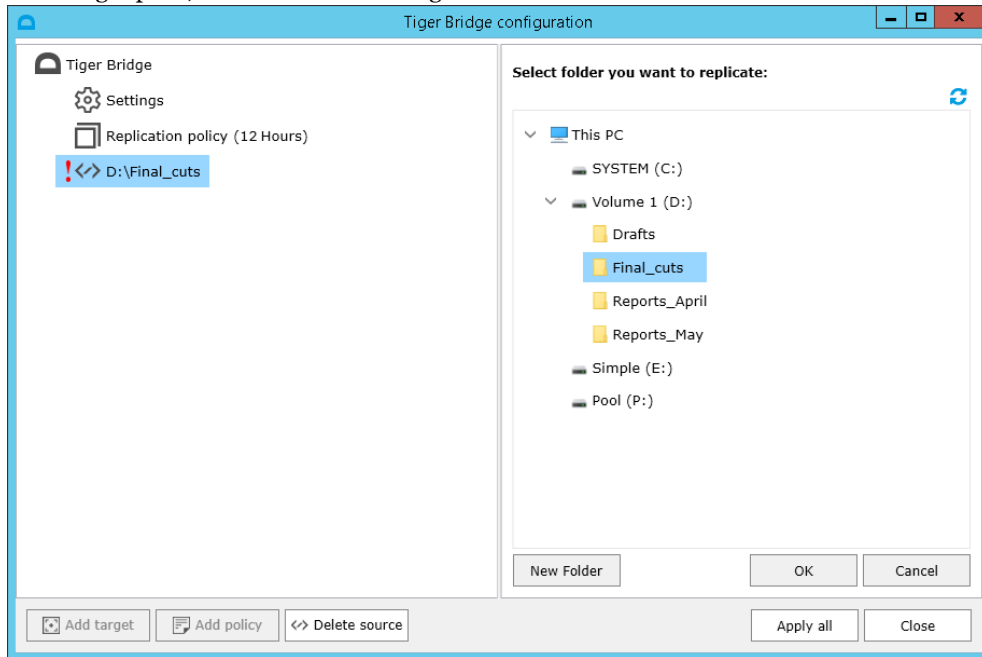 Tiger Bridge configuration
Tiger Bridge
Settings
Replication policy (12 Hours)
D:\Final_cuts
Select folder you want to replicate:
This PC
SYSTEM (C:)
Volume 1 (D:)
Drafts
Final_cuts
Reports_April
Reports_May
Simple (E:)
Pool (P:)
New Folder
OK
Cancel
Add target
Add policy
Delete source
Apply all
Close